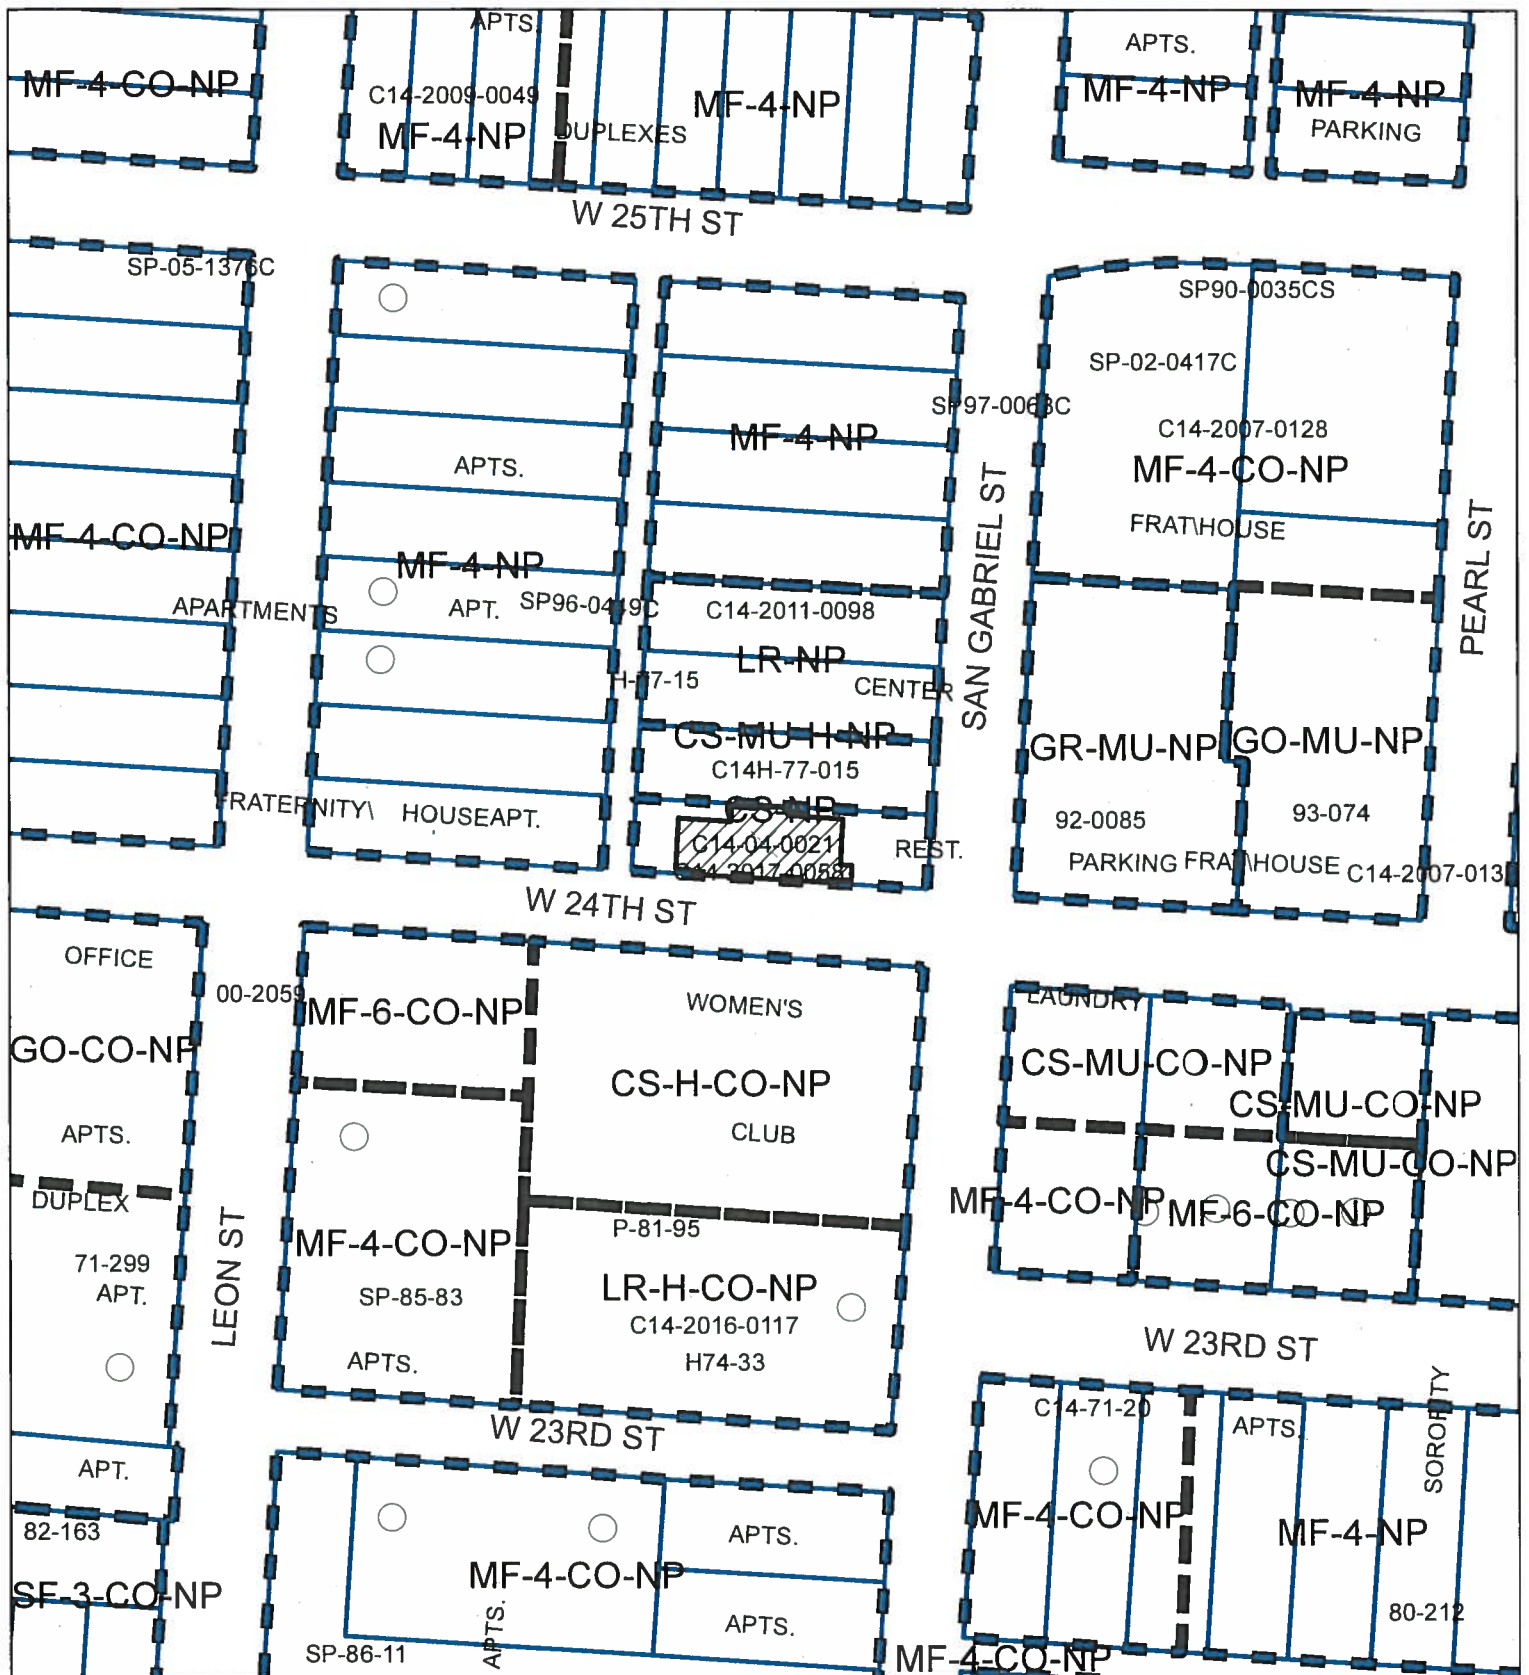 APTS.
APTS.
MF-4-CO-NP
C14-2009-0049
MF-4-NP
MF-4-NP
MF-4-NP
MF-4-NP
DUPLEXES
PARKING
W 25TH ST
SP-05-1376C
SP90-0035CS
SP-02-0417C
SP97-0063C
C14-2007-0128
MF-4-NP
MF-4-CO-NP
APTS.
FRAT\HOUSE
MF-4-CO-NP
MF-4-NP
SAN GABRIEL ST
PEARL ST
APARTMENTS
APT.
SP96-0449C
C14-2011-0098
LR-NP
H-77-15
CENTER
CS-MU-H-NP
GR-MU-NP
GO-MU-NP
C14H-77-015
CS-NP
FRATERNITY\
HOUSEAPT.
92-0085
93-074
C14-04-0021
REST.
PARKING
FRAT\HOUSE
C14-2007-013
C14-2017-0058
W 24TH ST
OFFICE
00-2059
MF-6-CO-NP
WOMEN'S
LAUNDRY
GO-CO-NP
CS-H-CO-NP
CS-MU-CO-NP
CS-MU-CO-NP
APTS.
CLUB
CS-MU-CO-NP
DUPLEX
MF-4-CO-NP
MF-6-CO-NP
P-81-95
LEON ST
71-299
MF-4-CO-NP
APT.
SP-85-83
LR-H-CO-NP
C14-2016-0117
H74-33
APTS.
W 23RD ST
W 23RD ST
C14-71-20
APTS.
SORORITY
APT.
82-163
MF-4-CO-NP
MF-4-NP
APTS.
SF-3-CO-NP
MF-4-CO-NP
APTS.
APTS.
80-212
SP-86-11
MF-4-CO-NP